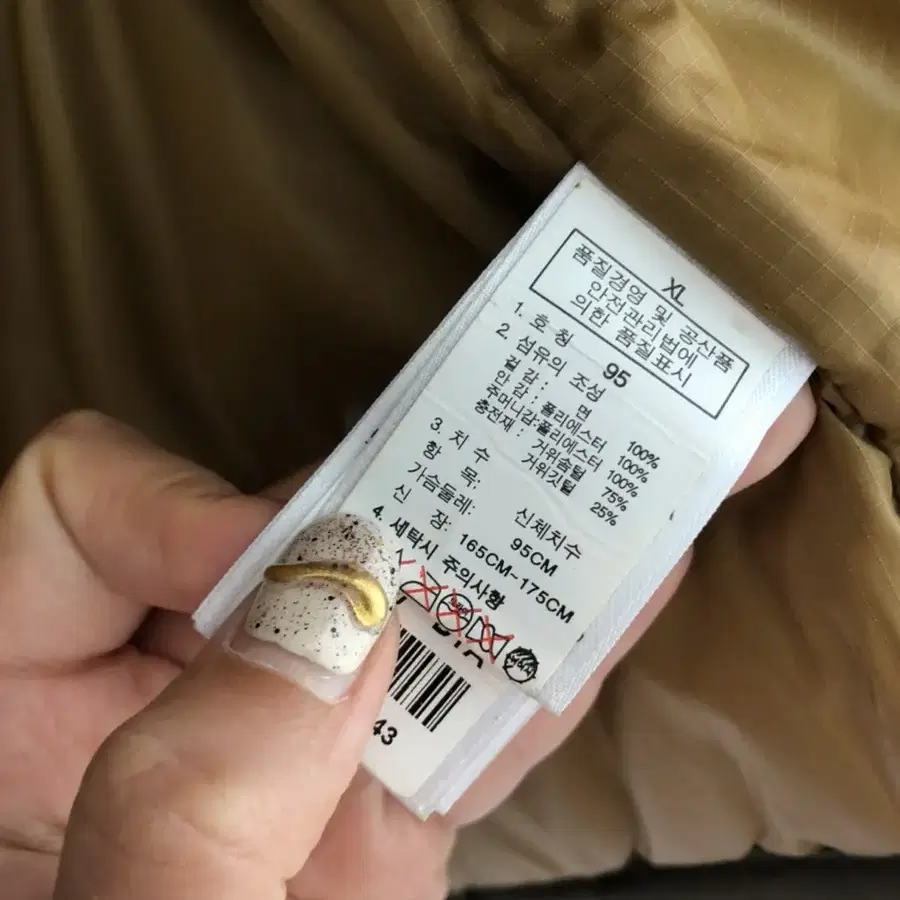 XL
품질경영 및 공산품
안전관리법에
의한 품질표시
1. 호칭 95
2. 섬유의 조성
겉감: 면 100%
안감: 폴리에스터 100%
주머니감:폴리에스터 100%
충전재: 거위솜털 75%
거위깃털 25%
3. 치수
항목: 신체치수
가슴둘레: 95CM
신장: 165CM~175CM
4. 세탁시 주의사항
43